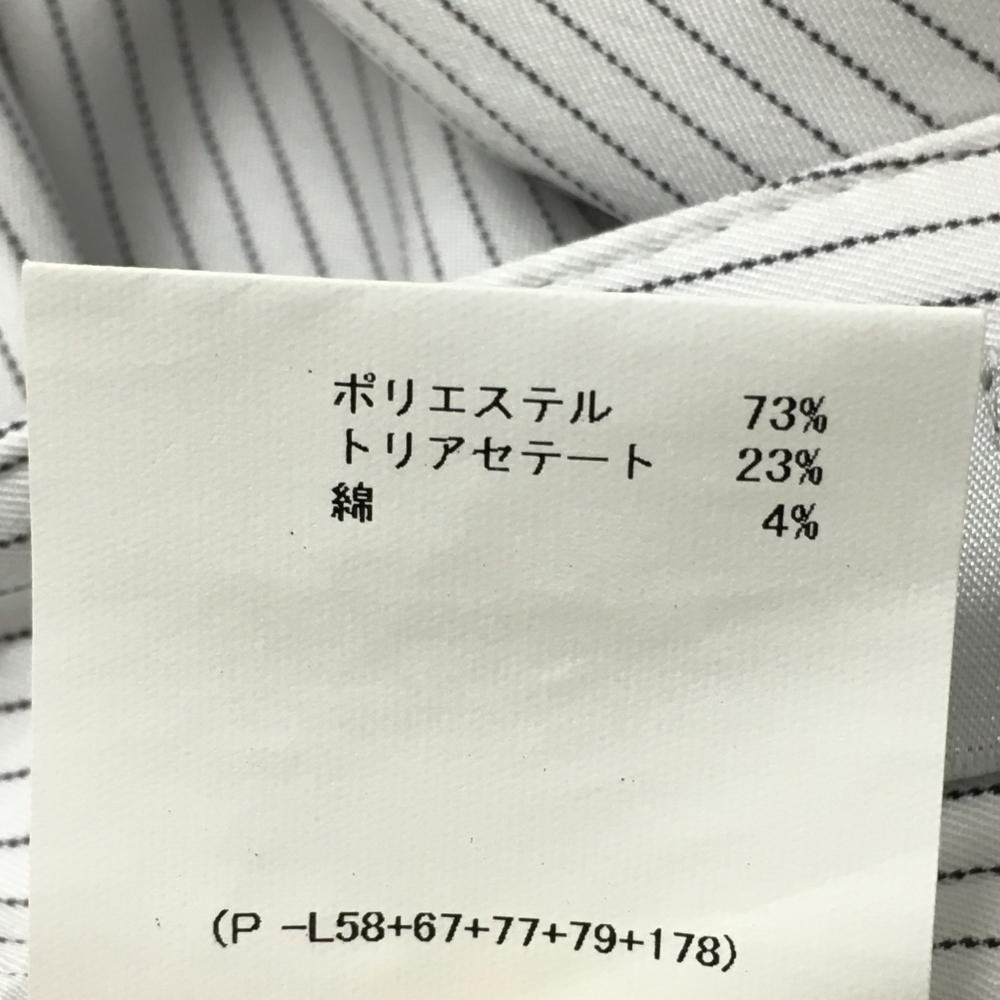 ポリエステル 73%
トリアセテート 23%
綿 4%
(P -L58+67+77+79+178)